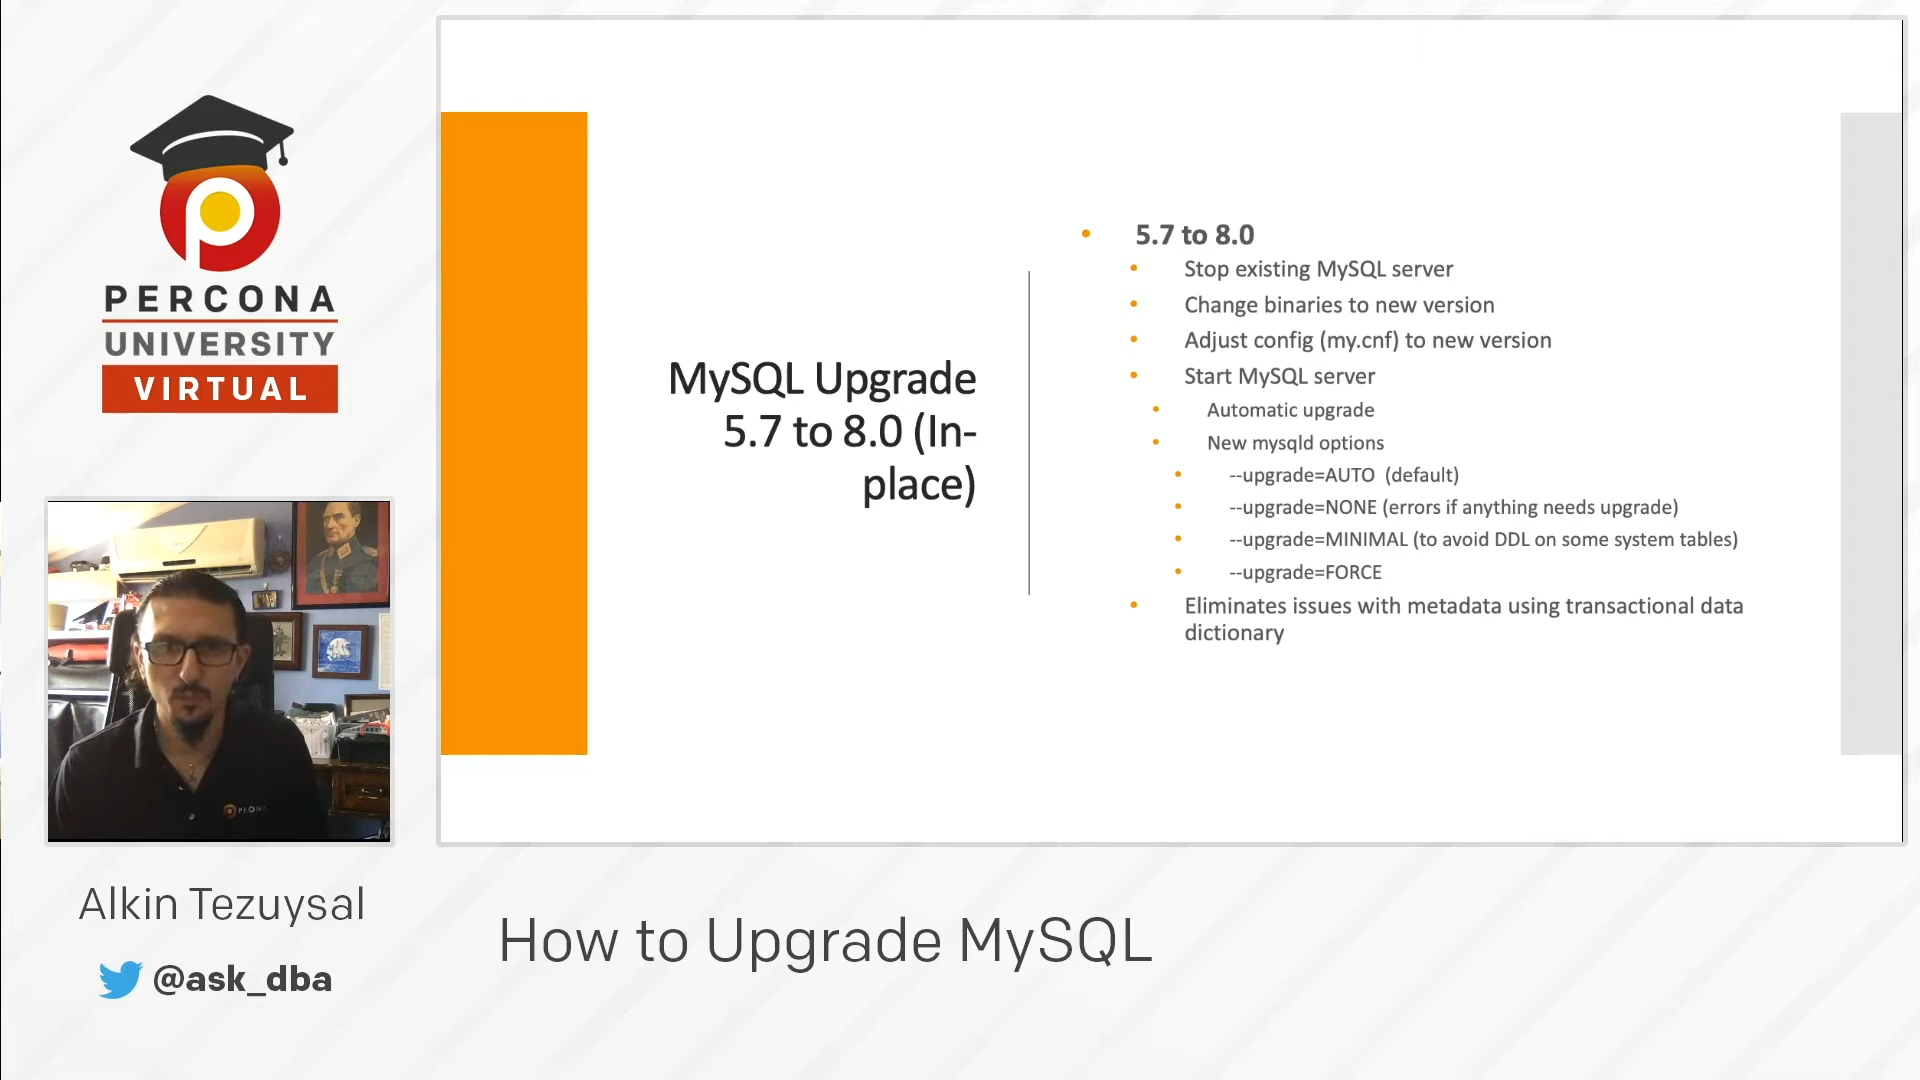 PERCONA
UNIVERSITY
VIRTUAL
MySQL Upgrade
5.7 to 8.0 (In-
place)
• 5.7 to 8.0
• Stop existing MySQL server
• Change binaries to new version
• Adjust config (my.cnf) to new version
• Start MySQL server
• Automatic upgrade
• New mysqld options
• --upgrade=AUTO (default)
• --upgrade=NONE (errors if anything needs upgrade)
• --upgrade=MINIMAL (to avoid DDL on some system tables)
• --upgrade=FORCE
• Eliminates issues with metadata using transactional data
dictionary
Alkin Tezuysal
@ask_dba
How to Upgrade MySQL